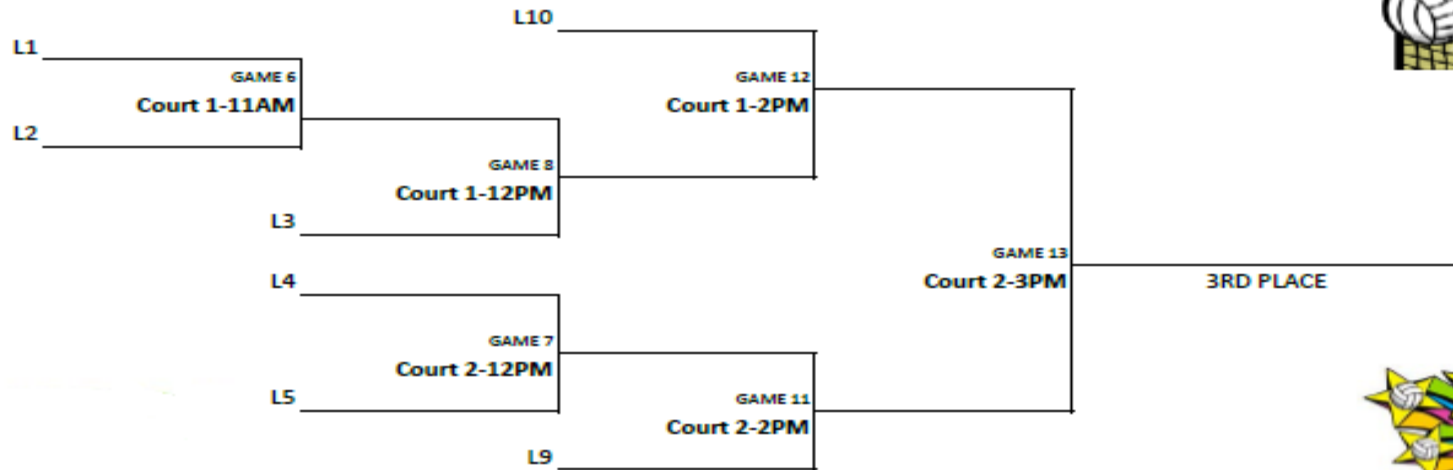 L10
L1
GAME 6
Court 1-11AM
GAME 12
Court 1-2PM
L2
GAME 8
Court 1-12PM
L3
GAME 13
Court 2-3PM
3RD PLACE
L4
GAME 7
Court 2-12PM
L5
GAME 11
Court 2-2PM
L9